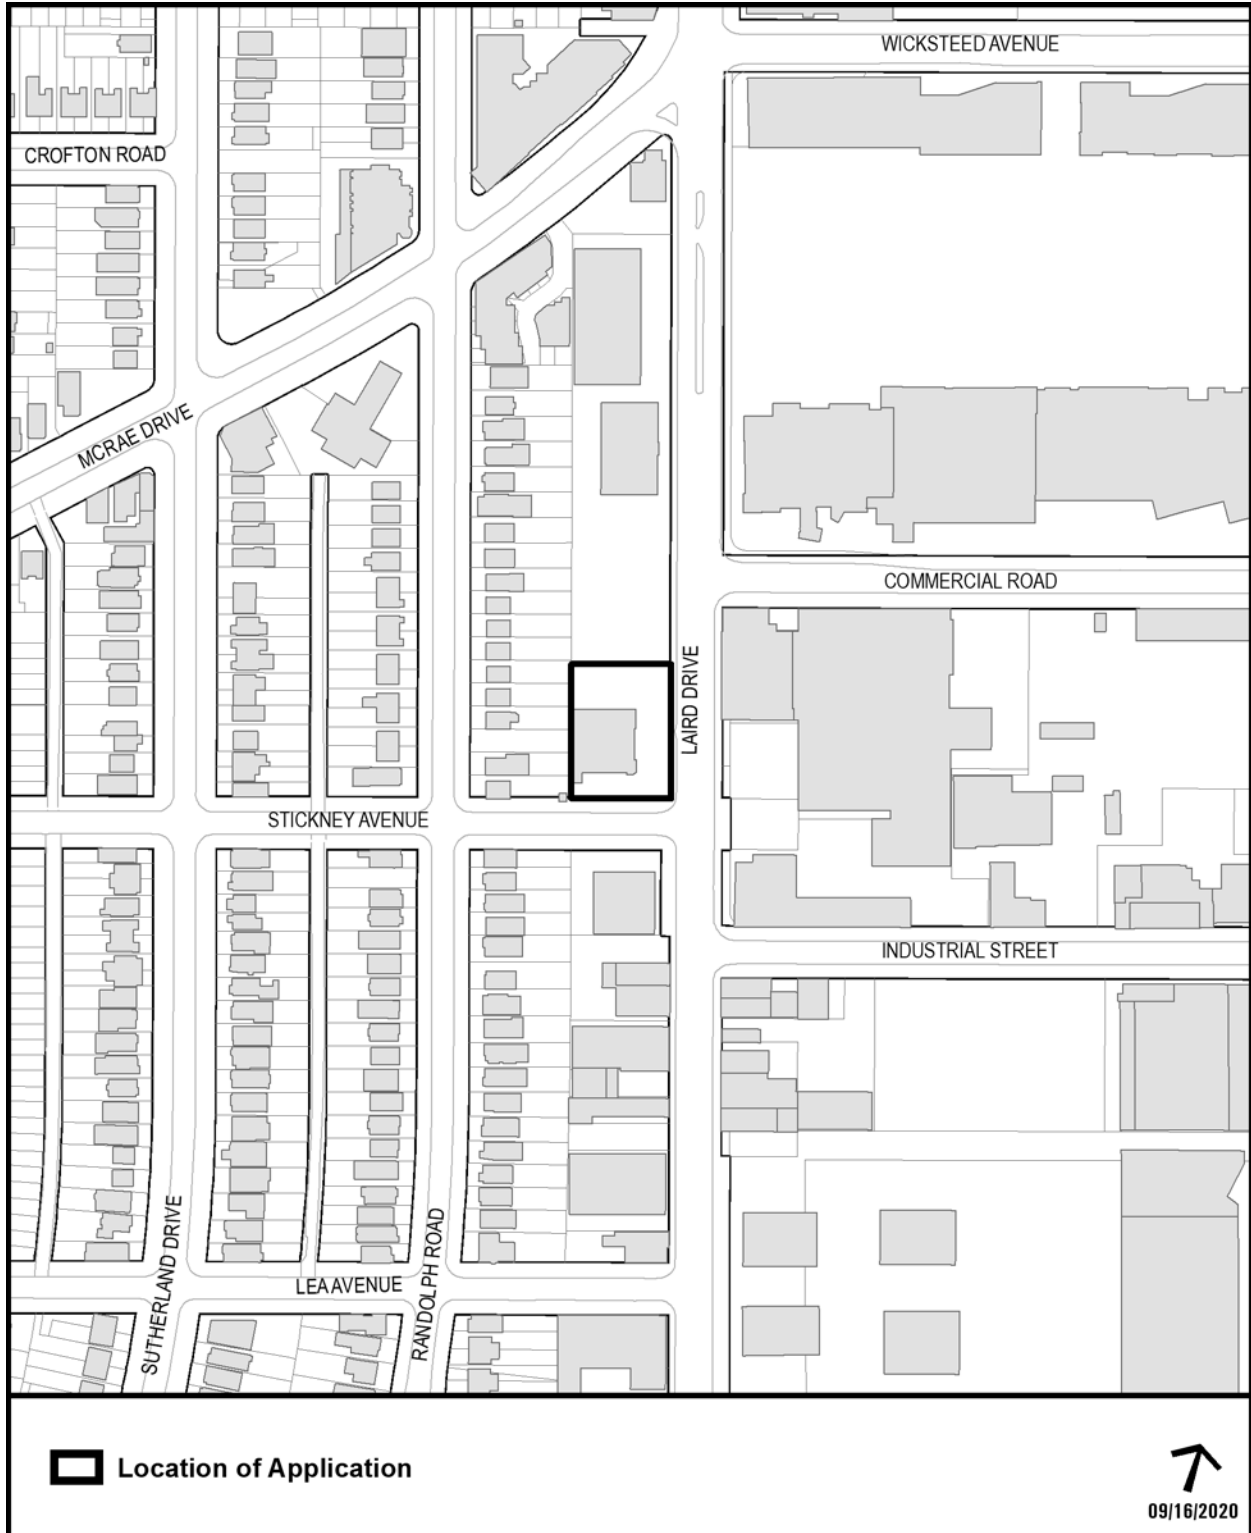 WICKSTEED AVENUE
CROFTON ROAD
MCRAE DRIVE
COMMERCIAL ROAD
LAIRD DRIVE
STICKNEY AVENUE
INDUSTRIAL STREET
SUTHERLAND DRIVE
RANDOLPH ROAD
LEA AVENUE
Location of Application
09/16/2020